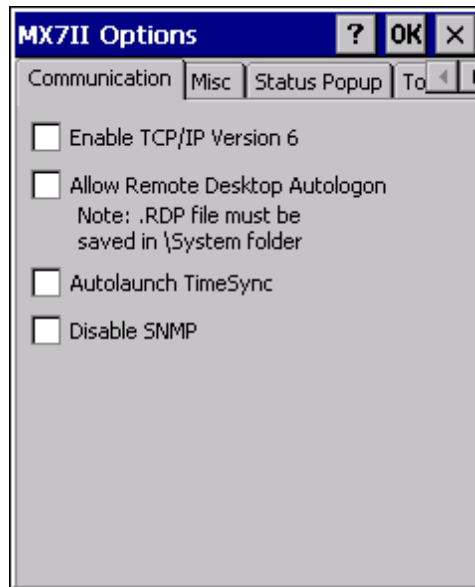 MX7II Options ? OK ×
Communication Misc Status Popup To
Enable TCP/IP Version 6
Allow Remote Desktop Autologon
Note: .RDP file must be
saved in \System folder
Autolaunch TimeSync
Disable SNMP